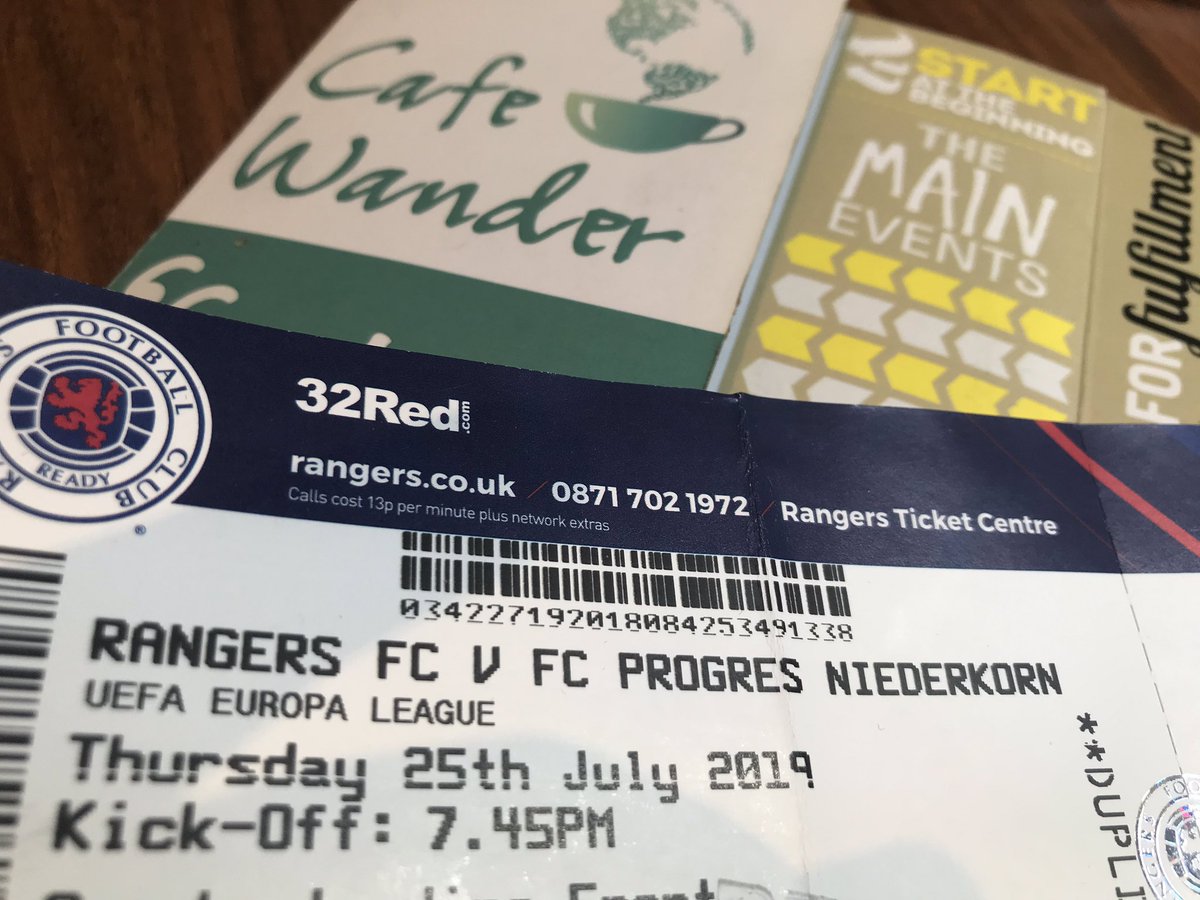 Cafe
Wander
START
AT THE
BEGINNING
THE
MAIN
EVENTS
FOR fulfillment
FOOTBALL CLUB
READY
32Red.com
rangers.co.uk / 0871 702 1972 / Rangers Ticket Centre
Calls cost 13p per minute plus network extras
034227192018084253491338
RANGERS FC V FC PROGRES NIEDERKORN
UEFA EUROPA LEAGUE
Thursday 25th July 2019
Kick-Off: 7.45PM
**DUPLI